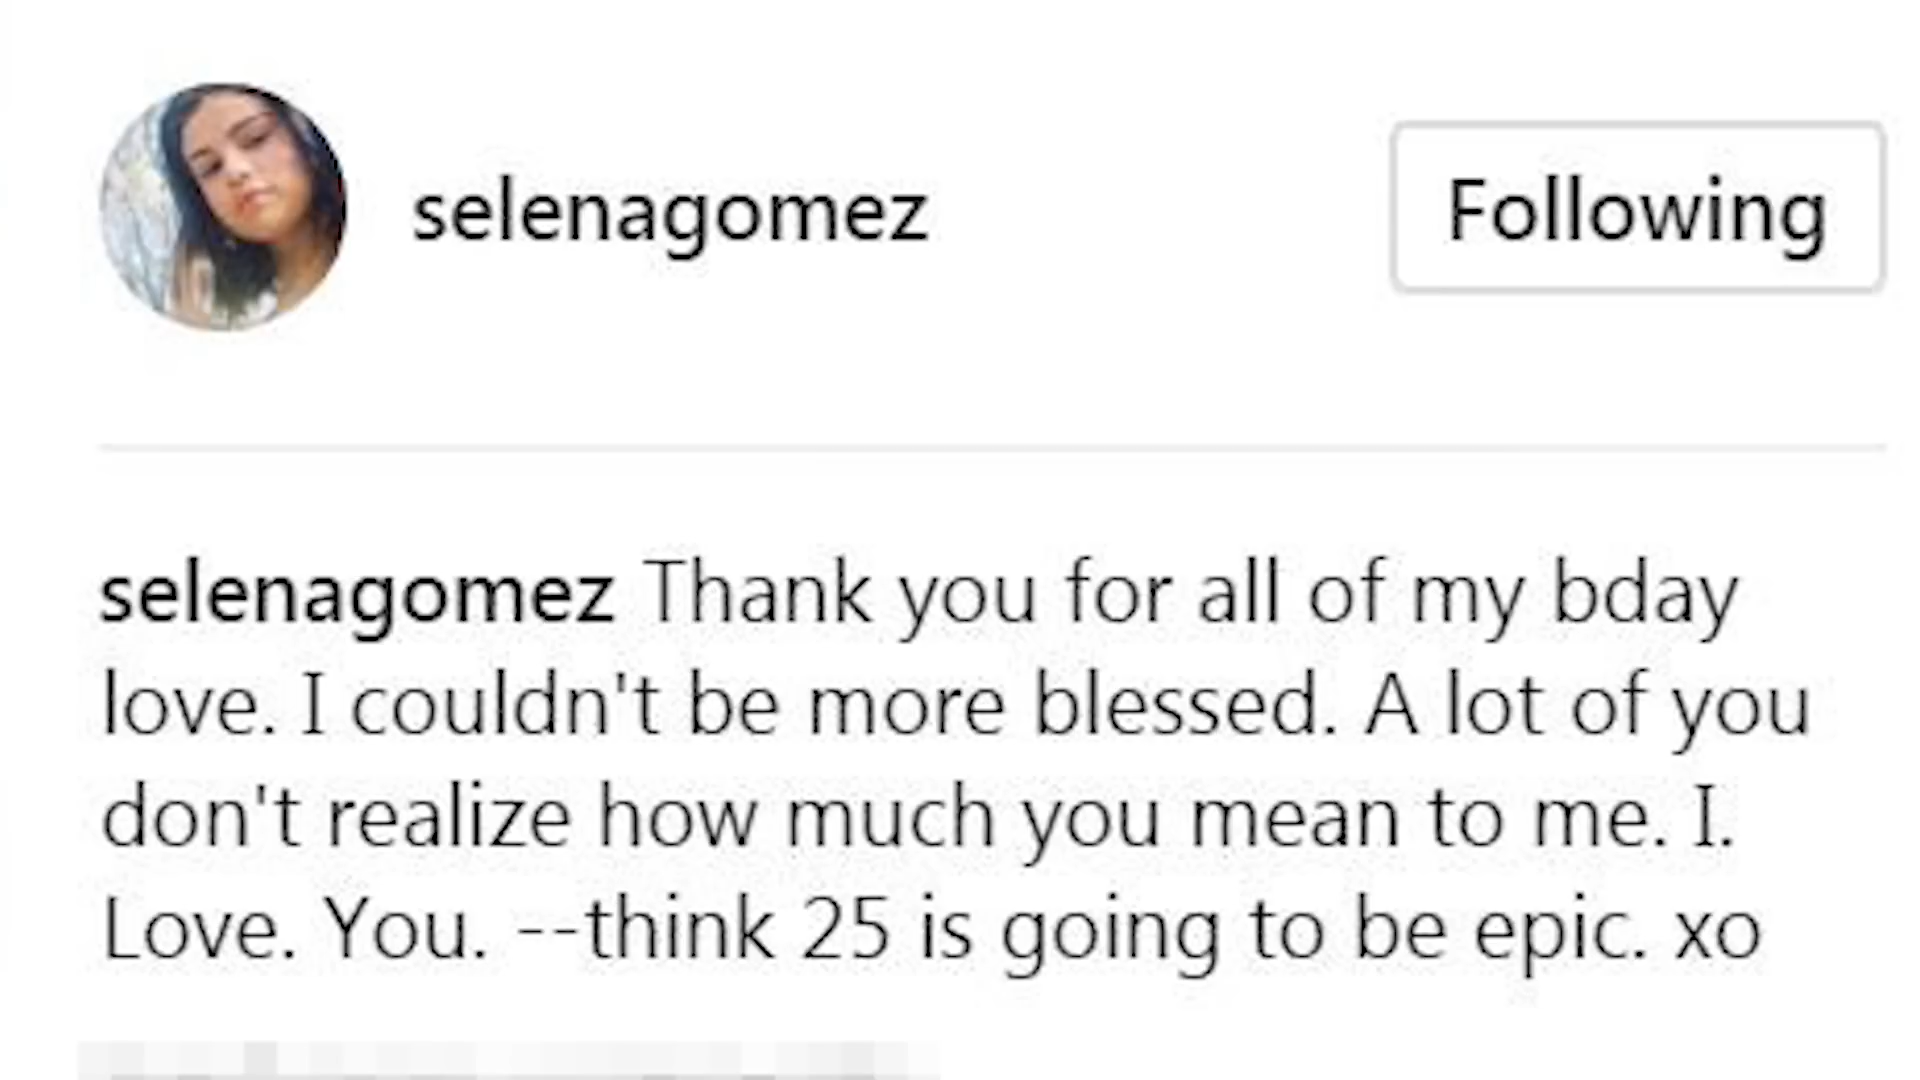 selenagomez
Following
selenagomez Thank you for all of my bday
love. I couldn't be more blessed. A lot of you
don't realize how much you mean to me. I.
Love. You. --think 25 is going to be epic. xo